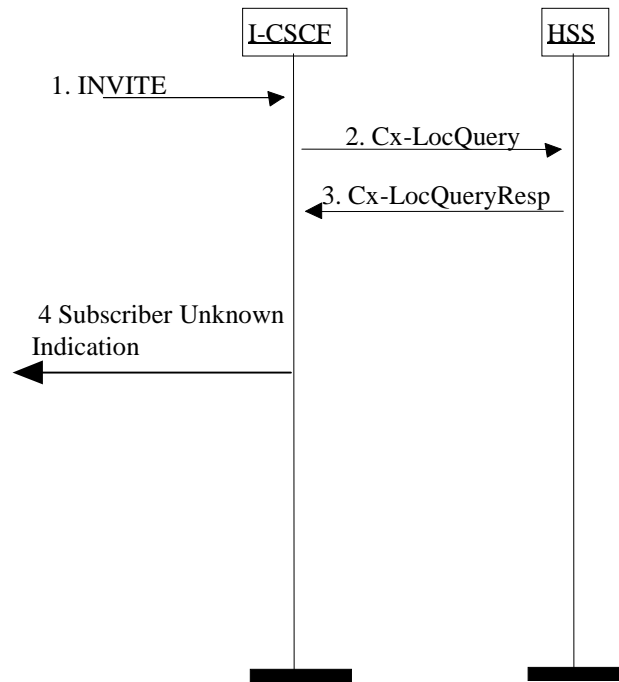 I-CSCF
HSS
1. INVITE
2. Cx-LocQuery
3. Cx-LocQueryResp
4 Subscriber Unknown
Indication